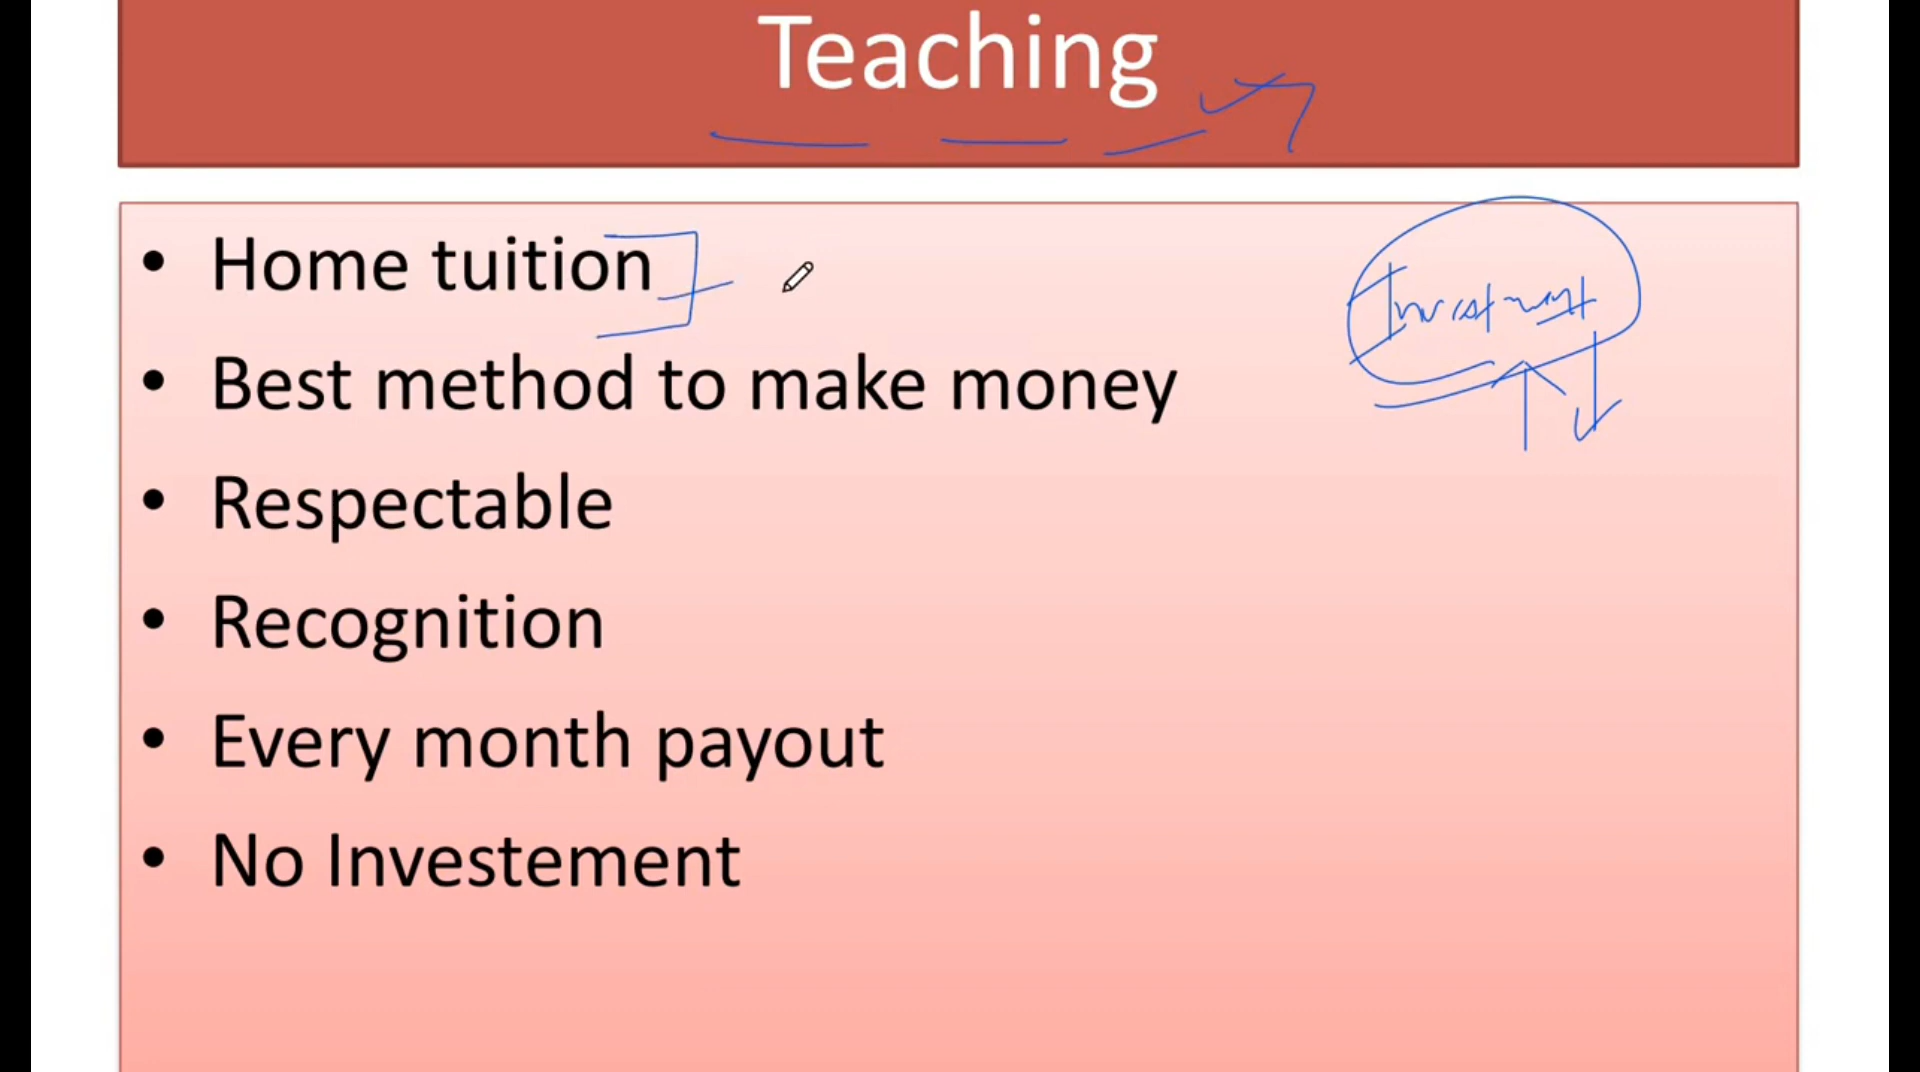 Teaching
• Home tuition
Investment
• Best method to make money
• Respectable
• Recognition
• Every month payout
• No Investement